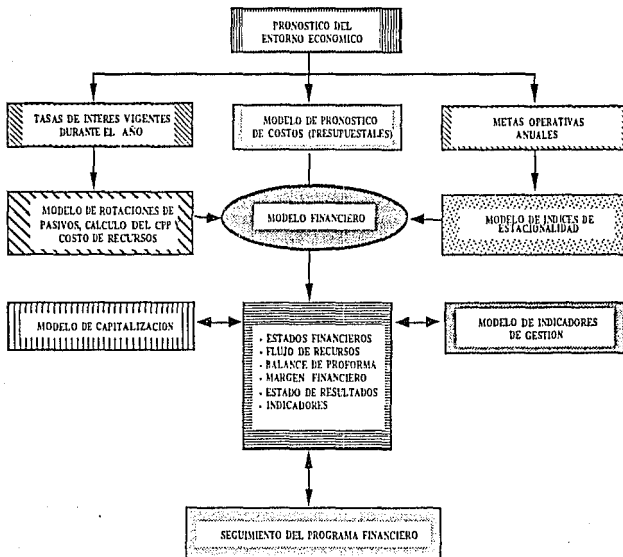 PRONOSTICO DEL
ENTORNO ECONOMICO
TASAS DE INTERES VIGENTES
DURANTE EL AÑO
MODELO DE PRONOSTICO
DE COSTOS (PRESUPUESTALES)
METAS OPERATIVAS
ANUALES
MODELO DE ROTACIONES DE
PASIVOS, CALCULO DEL CPP Y
COSTO DE RECURSOS
MODELO FINANCIERO
MODELO DE INDICES DE
ESTACIONALIDAD
MODELO DE CAPITALIZACION
• ESTADOS FINANCIEROS
• FLUJO DE RECURSOS
• BALANCE DE PROFORMA
• MARGEN FINANCIERO
• ESTADO DE RESULTADOS
• INDICADORES
MODELO DE INDICADORES
DE GESTION
SEGUIMIENTO DEL PROGRAMA FINANCIERO